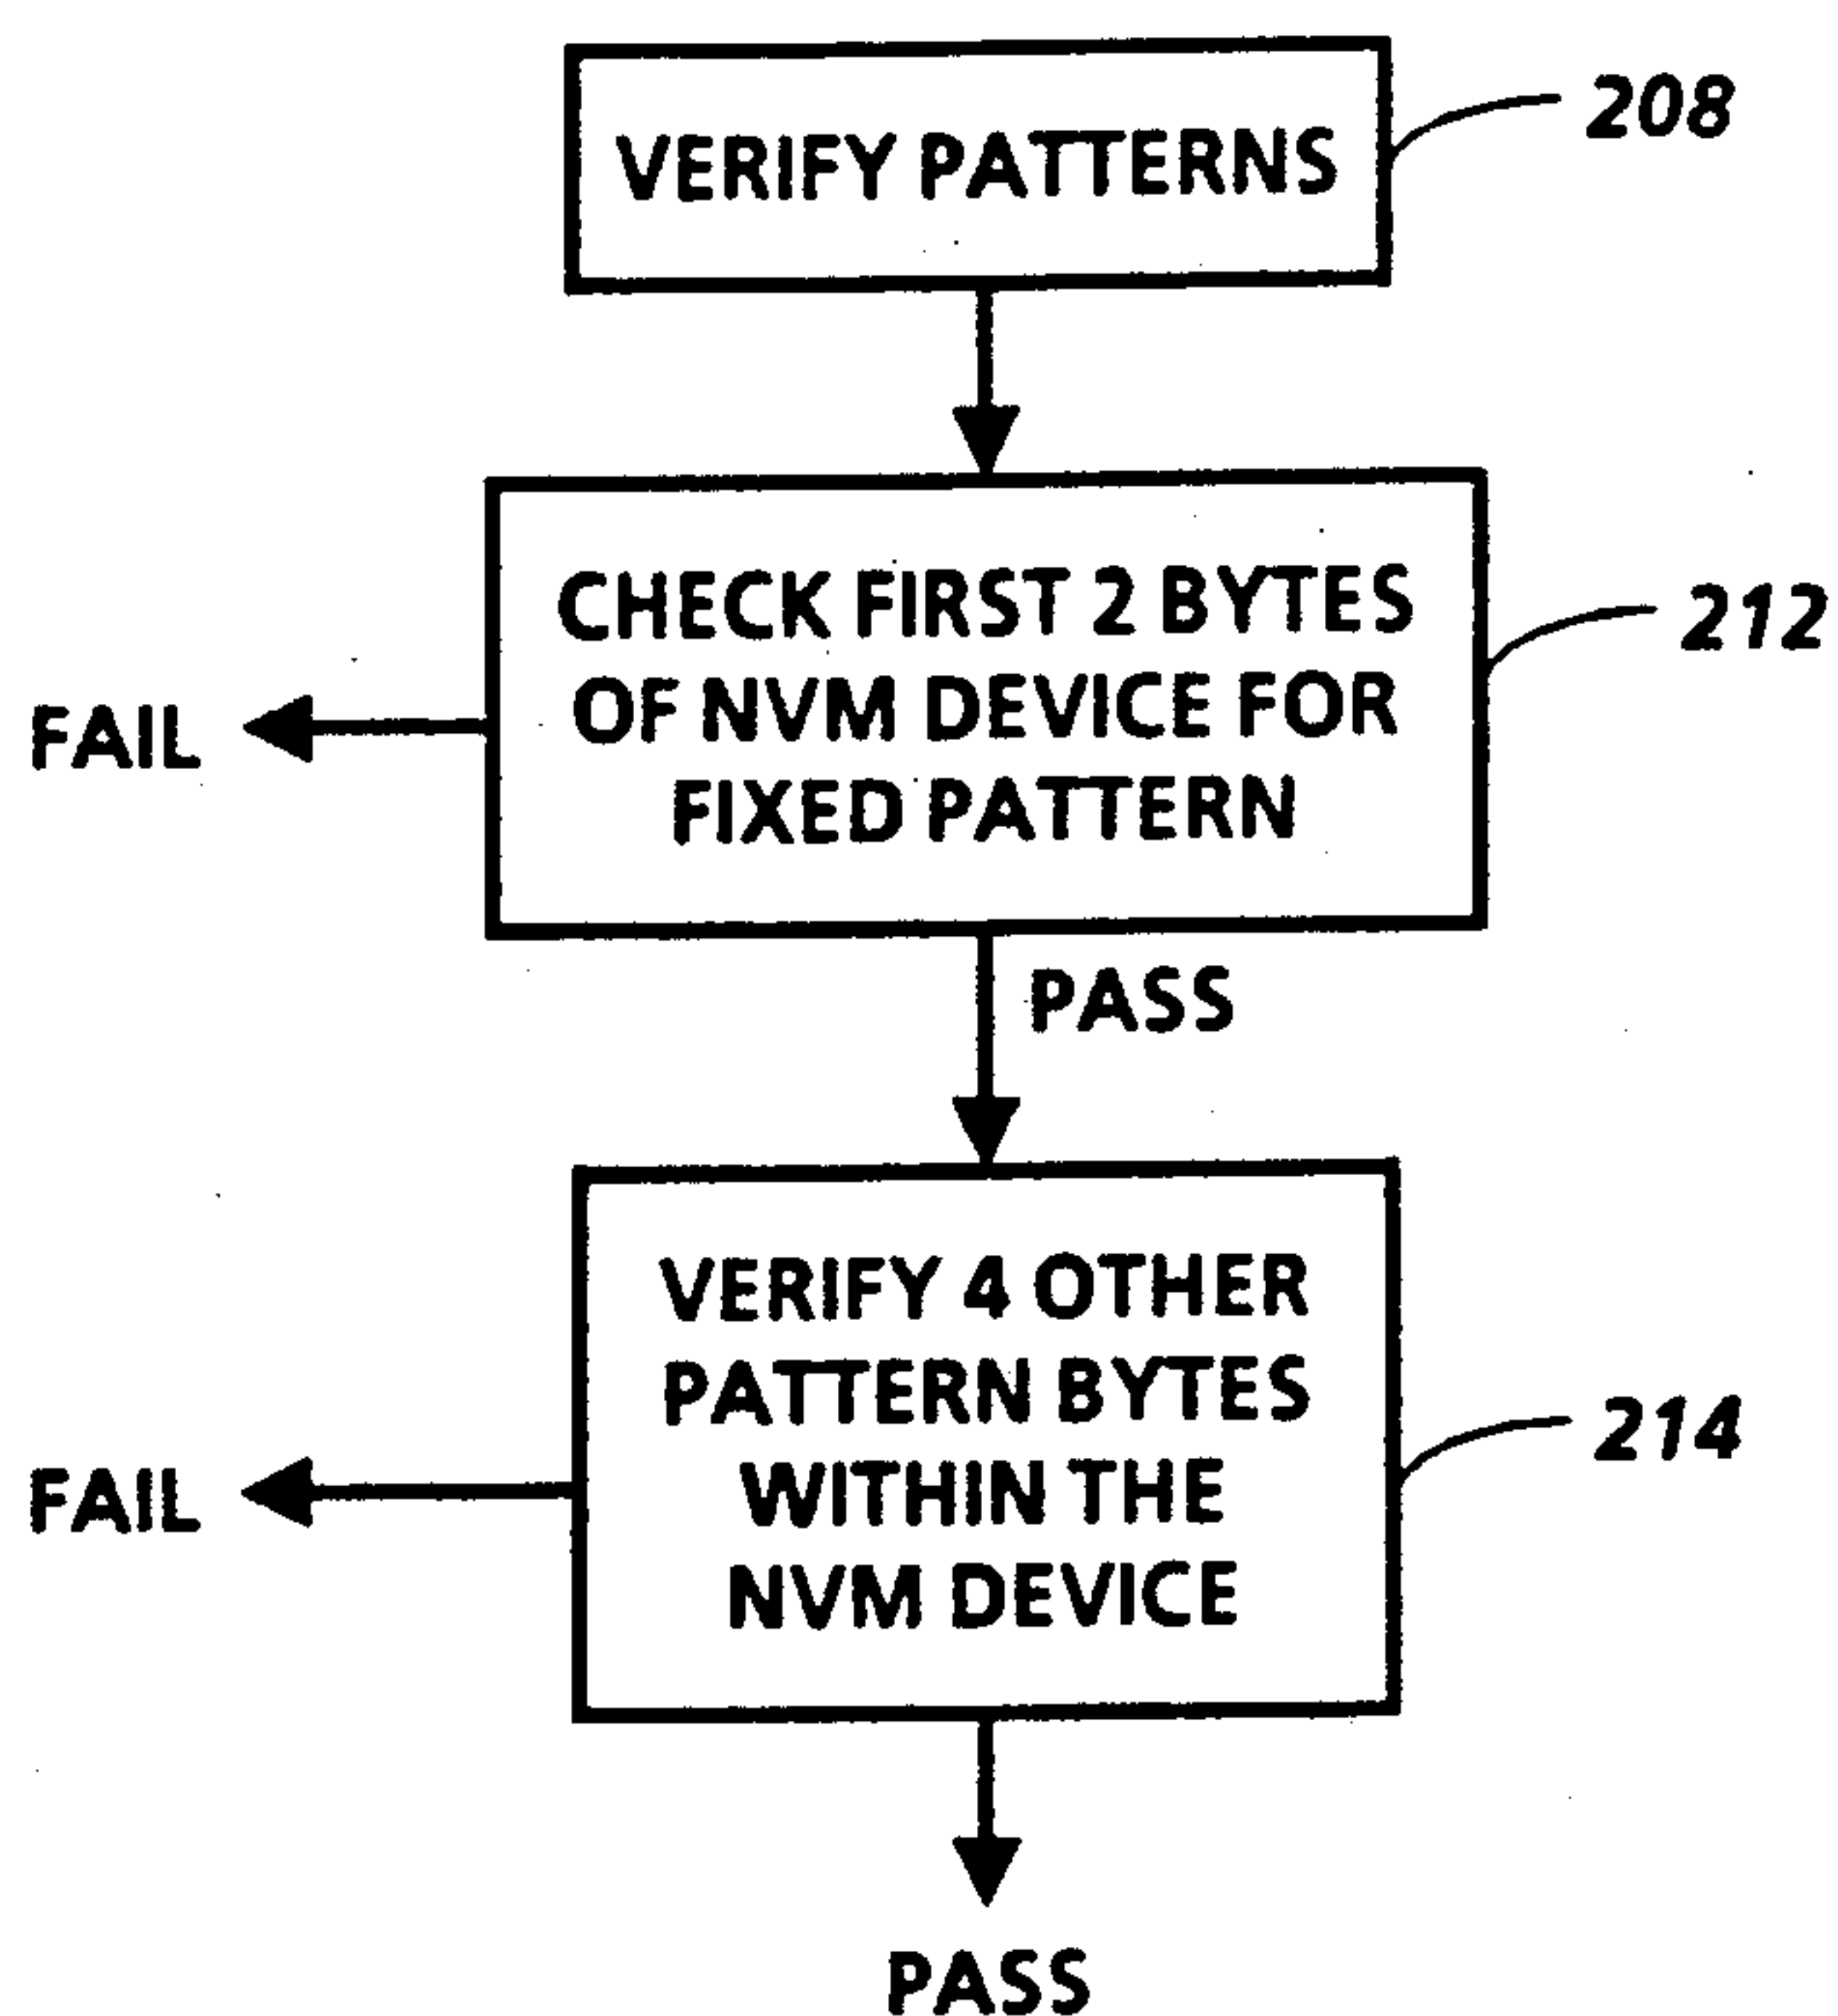 VERIFY PATTERNS
208
CHECK FIRST 2 BYTES
OF NVM DEVICE FOR
FIXED PATTERN
212
FAIL
PASS
VERIFY 4 OTHER
PATTERN BYTES
WITHIN THE
NVM DEVICE
214
FAIL
PASS